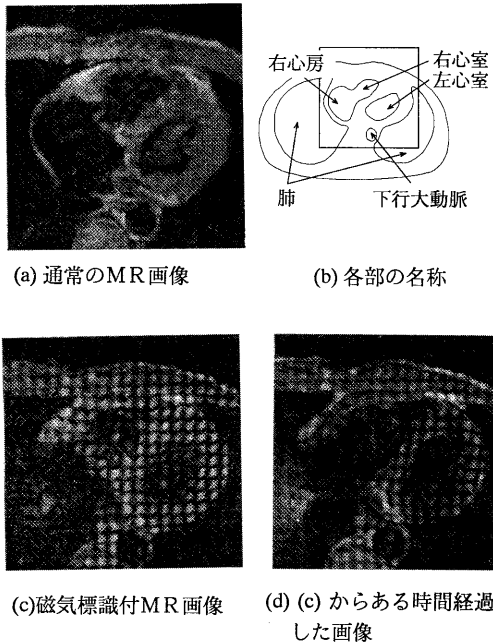 右心房
右心室
左心室
肺
下行大動脈
(a) 通常のMR画像
(b) 各部の名称
(c)磁気標識付MR画像
(d) (c) からある時間経過
した画像